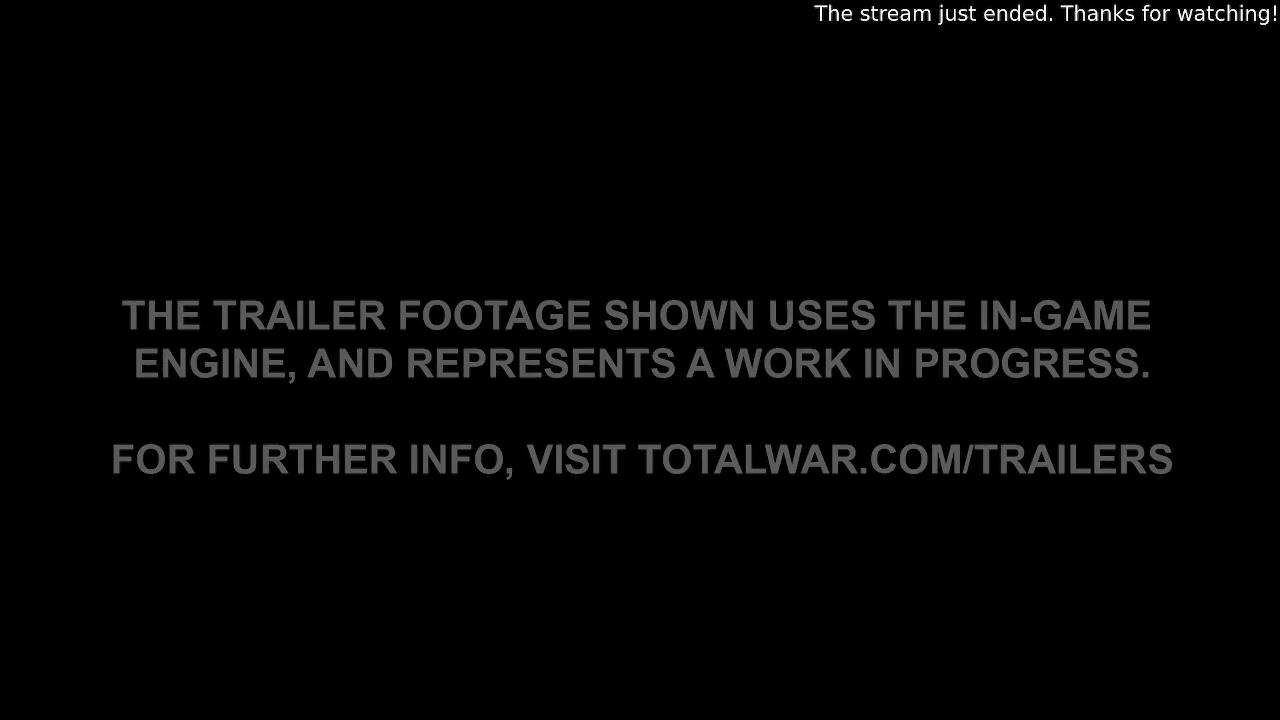 The stream just ended. Thanks for watching!
THE TRAILER FOOTAGE SHOWN USES THE IN-GAME
ENGINE, AND REPRESENTS A WORK IN PROGRESS.
FOR FURTHER INFO, VISIT TOTALWAR.COM/TRAILERS